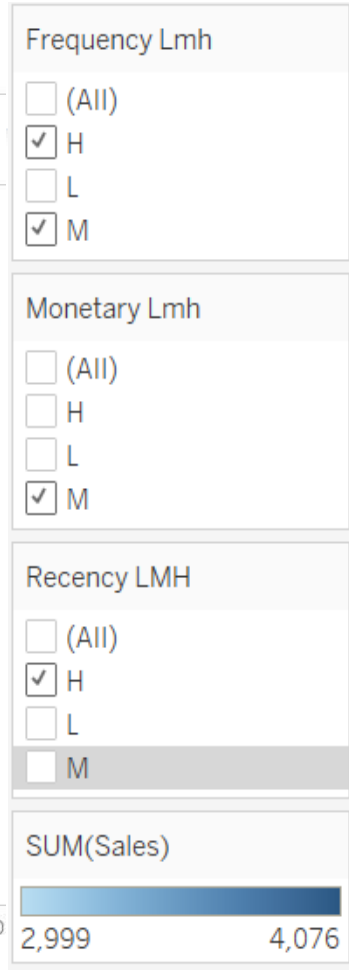 Frequency Lmh
(All)
H
L
M
Monetary Lmh
(All)
H
L
M
Recency LMH
(All)
H
L
M
SUM(Sales)
2,999 4,076